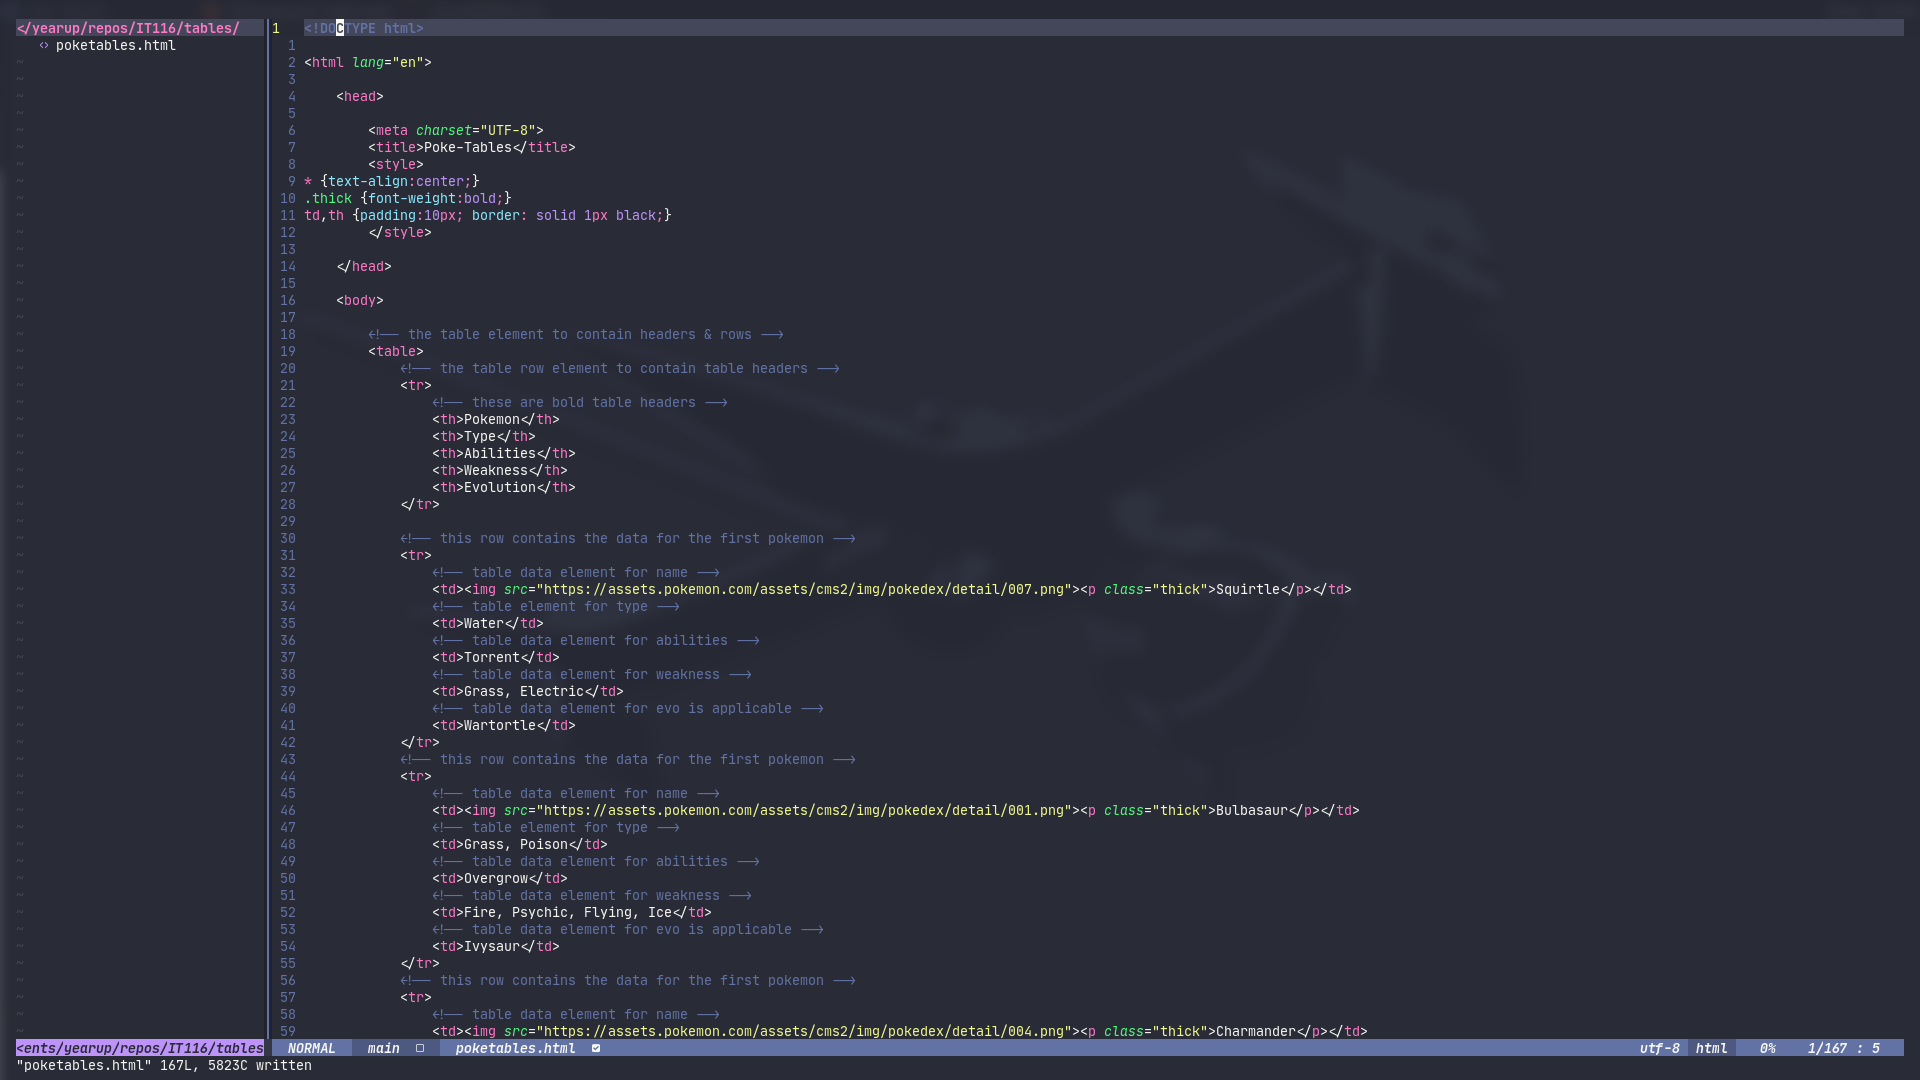 </yearup/repos/IT116/tables/
<> poketables.html
1 <!DOCTYPE html>
1
2 <html lang="en">
3
4 <head>
5
6 <meta charset="UTF-8">
7 <title>Poke-Tables</title>
8 <style>
9 * {text-align:center;}
10 .thick {font-weight:bold;}
11 td,th {padding:10px; border: solid 1px black;}
12 </style>
13
14 </head>
15
16 <body>
17
18 <!-- the table element to contain headers & rows -->
19 <table>
20 <!-- the table row element to contain table headers -->
21 <tr>
22 <!-- these are bold table headers -->
23 <th>Pokemon</th>
24 <th>Type</th>
25 <th>Abilities</th>
26 <th>Weakness</th>
27 <th>Evolution</th>
28 </tr>
29
30 <!-- this row contains the data for the first pokemon -->
31 <tr>
32 <!-- table data element for name -->
33 <td><img src="https://assets.pokemon.com/assets/cms2/img/pokedex/detail/007.png"><p class="thick">Squirtle</p></td>
34 <!-- table element for type -->
35 <td>Water</td>
36 <!-- table data element for abilities -->
37 <td>Torrent</td>
38 <!-- table data element for weakness -->
39 <td>Grass, Electric</td>
40 <!-- table data element for evo is applicable -->
41 <td>Wartortle</td>
42 </tr>
43 <!-- this row contains the data for the first pokemon -->
44 <tr>
45 <!-- table data element for name -->
46 <td><img src="https://assets.pokemon.com/assets/cms2/img/pokedex/detail/001.png"><p class="thick">Bulbasaur</p></td>
47 <!-- table element for type -->
48 <td>Grass, Poison</td>
49 <!-- table data element for abilities -->
50 <td>Overgrow</td>
51 <!-- table data element for weakness -->
52 <td>Fire, Psychic, Flying, Ice</td>
53 <!-- table data element for evo is applicable -->
54 <td>Ivysaur</td>
55 </tr>
56 <!-- this row contains the data for the first pokemon -->
57 <tr>
58 <!-- table data element for name -->
59 <td><img src="https://assets.pokemon.com/assets/cms2/img/pokedex/detail/004.png"><p class="thick">Charmander</p></td>
<ents/yearup/repos/IT116/tables NORMAL main poketables.html utf-8 html 0% 1/167 : 5
"poketables.html" 167L, 5823C written